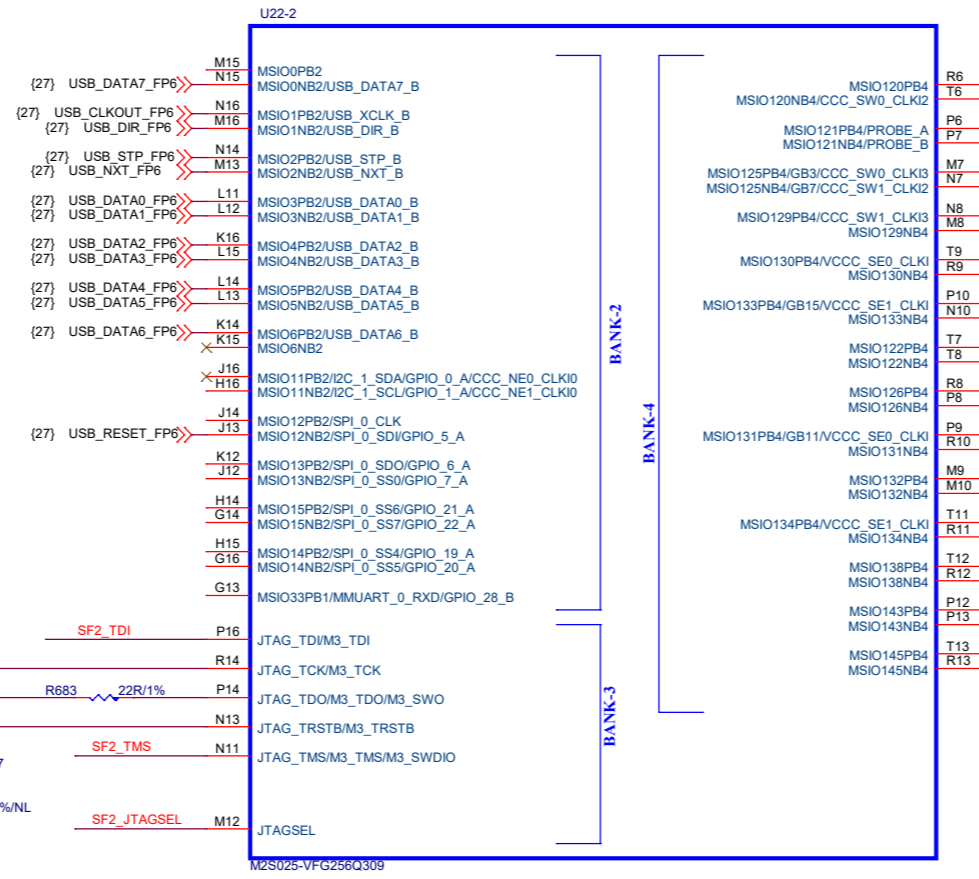 U22-2
M15 MSIO0PB2
{27} USB_DATA7_FP6 N15 MSIO0NB2/USB_DATA7_B
{27} USB_CLKOUT_FP6 N16 MSIO1PB2/USB_XCLK_B
{27} USB_DIR_FP6 M16 MSIO1NB2/USB_DIR_B
{27} USB_STP_FP6 N14 MSIO2PB2/USB_STP_B
{27} USB_NXT_FP6 M13 MSIO2NB2/USB_NXT_B
{27} USB_DATA0_FP6 L11 MSIO3PB2/USB_DATA0_B
{27} USB_DATA1_FP6 L12 MSIO3NB2/USB_DATA1_B
{27} USB_DATA2_FP6 K16 MSIO4PB2/USB_DATA2_B
{27} USB_DATA3_FP6 L15 MSIO4NB2/USB_DATA3_B
{27} USB_DATA4_FP6 L14 MSIO5PB2/USB_DATA4_B
{27} USB_DATA5_FP6 L13 MSIO5NB2/USB_DATA5_B
{27} USB_DATA6_FP6 K14 MSIO6PB2/USB_DATA6_B
K15 MSIO6NB2
J16 MSIO11PB2/I2C_1_SDA/GPIO_0_A/CCC_NE0_CLKI0
H16 MSIO11NB2/I2C_1_SCL/GPIO_1_A/CCC_NE1_CLKI0
J14 MSIO12PB2/SPI_0_CLK
{27} USB_RESET_FP6 J13 MSIO12NB2/SPI_0_SDI/GPIO_5_A
K12 MSIO13PB2/SPI_0_SDO/GPIO_6_A
J12 MSIO13NB2/SPI_0_SS0/GPIO_7_A
H14 MSIO15PB2/SPI_0_SS6/GPIO_21_A
G14 MSIO15NB2/SPI_0_SS7/GPIO_22_A
H15 MSIO14PB2/SPI_0_SS4/GPIO_19_A
G16 MSIO14NB2/SPI_0_SS5/GPIO_20_A
G13 MSIO33PB1/MMUART_0_RXD/GPIO_28_B
BANK-2
SF2_TDI P16 JTAG_TDI/M3_TDI
R14 JTAG_TCK/M3_TCK
R683 22R/1% P14 JTAG_TDO/M3_TDO/M3_SWO
N13 JTAG_TRSTB/M3_TRSTB
SF2_TMS N11 JTAG_TMS/M3_TMS/M3_SWDIO
7
%/NL
SF2_JTAGSEL M12 JTAGSEL
BANK-3
BANK-4
MSIO120PB4 R6
MSIO120NB4/CCC_SW0_CLKI2 T6
MSIO121PB4/PROBE_A P6
MSIO121NB4/PROBE_B P7
MSIO125PB4/GB3/CCC_SW0_CLKI3 M7
MSIO125NB4/GB7/CCC_SW1_CLKI2 N7
MSIO129PB4/CCC_SW1_CLKI3 N8
MSIO129NB4 M8
MSIO130PB4/VCCC_SE0_CLKI T9
MSIO130NB4 R9
MSIO133PB4/GB15/VCCC_SE1_CLKI P10
MSIO133NB4 N10
MSIO122PB4 T7
MSIO122NB4 T8
MSIO126PB4 R8
MSIO126NB4 P8
MSIO131PB4/GB11/VCCC_SE0_CLKI P9
MSIO131NB4 R10
MSIO132PB4 M9
MSIO132NB4 M10
MSIO134PB4/VCCC_SE1_CLKI T11
MSIO134NB4 R11
MSIO138PB4 T12
MSIO138NB4 R12
MSIO143PB4 P12
MSIO143NB4 P13
MSIO145PB4 T13
MSIO145NB4 R13
M2S025-VFG256Q309